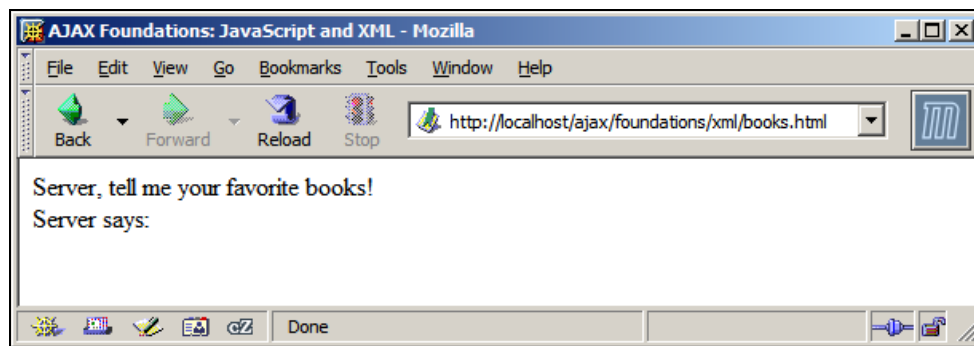 AJAX Foundations: JavaScript and XML - Mozilla
File Edit View Go Bookmarks Tools Window Help
Back Forward Reload Stop http://localhost/ajax/foundations/xml/books.html
Server, tell me your favorite books!
Server says:
Done